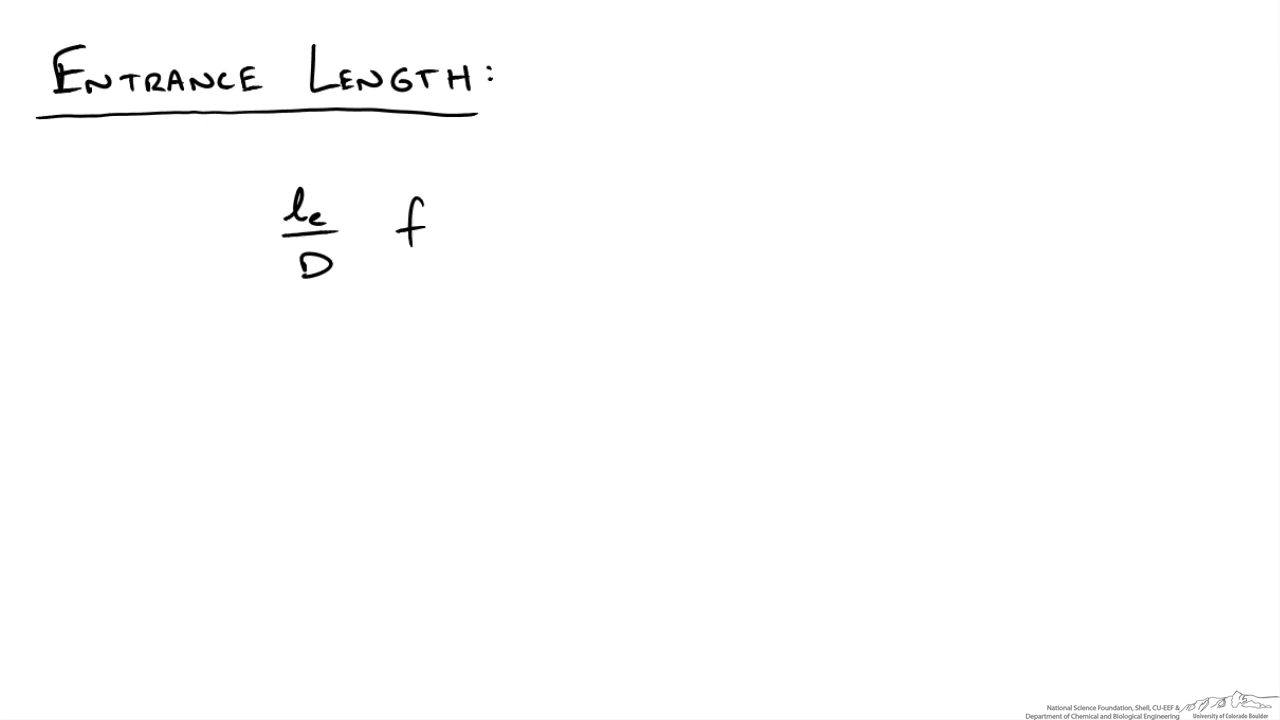 ENTRANCE LENGTH:
le/D f
National Science Foundation, Shell, CU-EEF &
Department of Chemical and Biological Engineering
University of Colorado Boulder